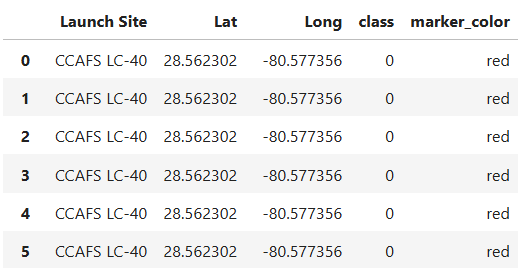 Launch Site Lat Long class marker_color
0 CCAFS LC-40 28.562302 -80.577356 0 red
1 CCAFS LC-40 28.562302 -80.577356 0 red
2 CCAFS LC-40 28.562302 -80.577356 0 red
3 CCAFS LC-40 28.562302 -80.577356 0 red
4 CCAFS LC-40 28.562302 -80.577356 0 red
5 CCAFS LC-40 28.562302 -80.577356 0 red